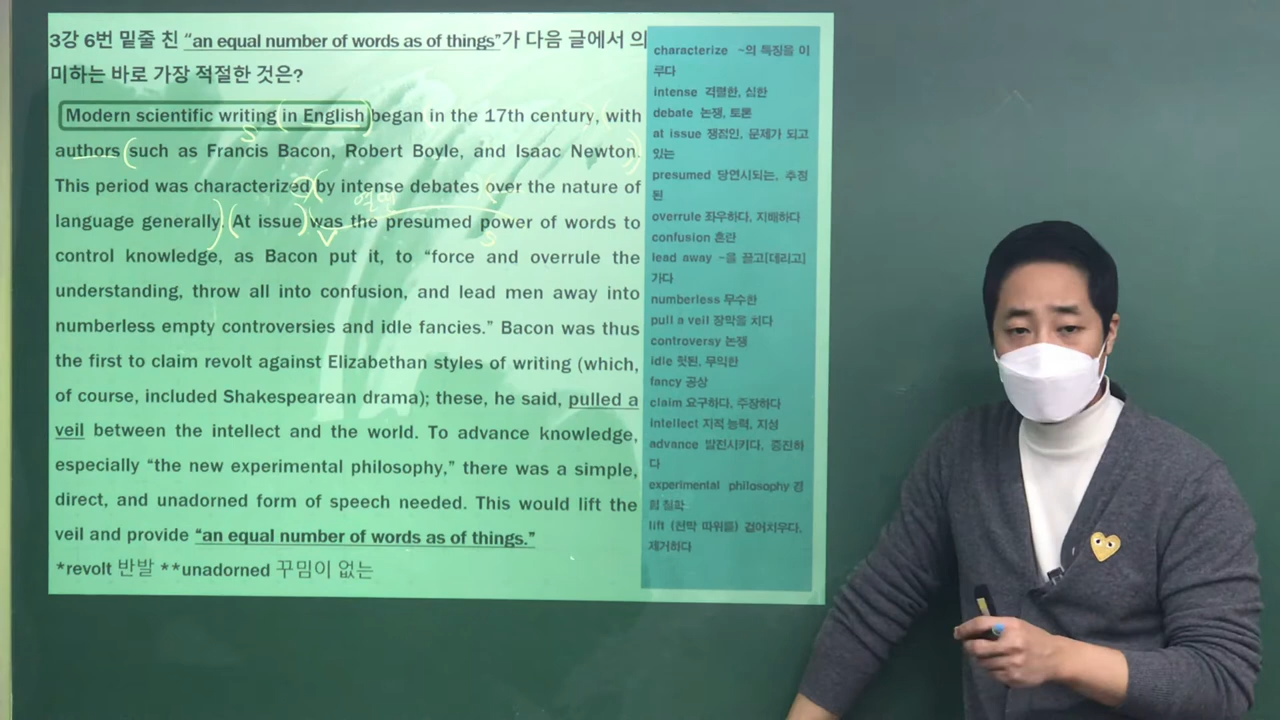 3강 6번 밑줄 친 “an equal number of words as of things”가 다음 글에서 의
미하는 바로 가장 적절한 것은?
Modern scientific writing in English began in the 17th century, with
authors (such as Francis Bacon, Robert Boyle, and Isaac Newton.
This period was characterized by intense debates over the nature of
language generally. At issue was the presumed power of words to
control knowledge, as Bacon put it, to “force and overrule the
understanding, throw all into confusion, and lead men away into
numberless empty controversies and idle fancies.” Bacon was thus
the first to claim revolt against Elizabethan styles of writing (which,
of course, included Shakespearean drama); these, he said, pulled a
veil between the intellect and the world. To advance knowledge,
especially “the new experimental philosophy,” there was a simple,
direct, and unadorned form of speech needed. This would lift the
veil and provide “an equal number of words as of things.”
*revolt 반발 **unadorned 꾸밈이 없는
characterize ~의 특징을 이
루다
intense 격렬한, 심한
debate 논쟁, 토론
at issue 쟁점인, 문제가 되고
있는
presumed 당연시되는, 추정
된
overrule 좌우하다, 지배하다
confusion 혼란
lead away ~을 끌고[데리고]
가다
numberless 무수한
pull a veil 장막을 치다
controversy 논쟁
idle 헛된, 무익한
fancy 공상
claim 요구하다, 주장하다
intellect 지적 능력, 지성
advance 발전시키다, 증진하
다
experimental philosophy 경
험 철학
lift (천막 따위를) 걷어치우다,
제거하다